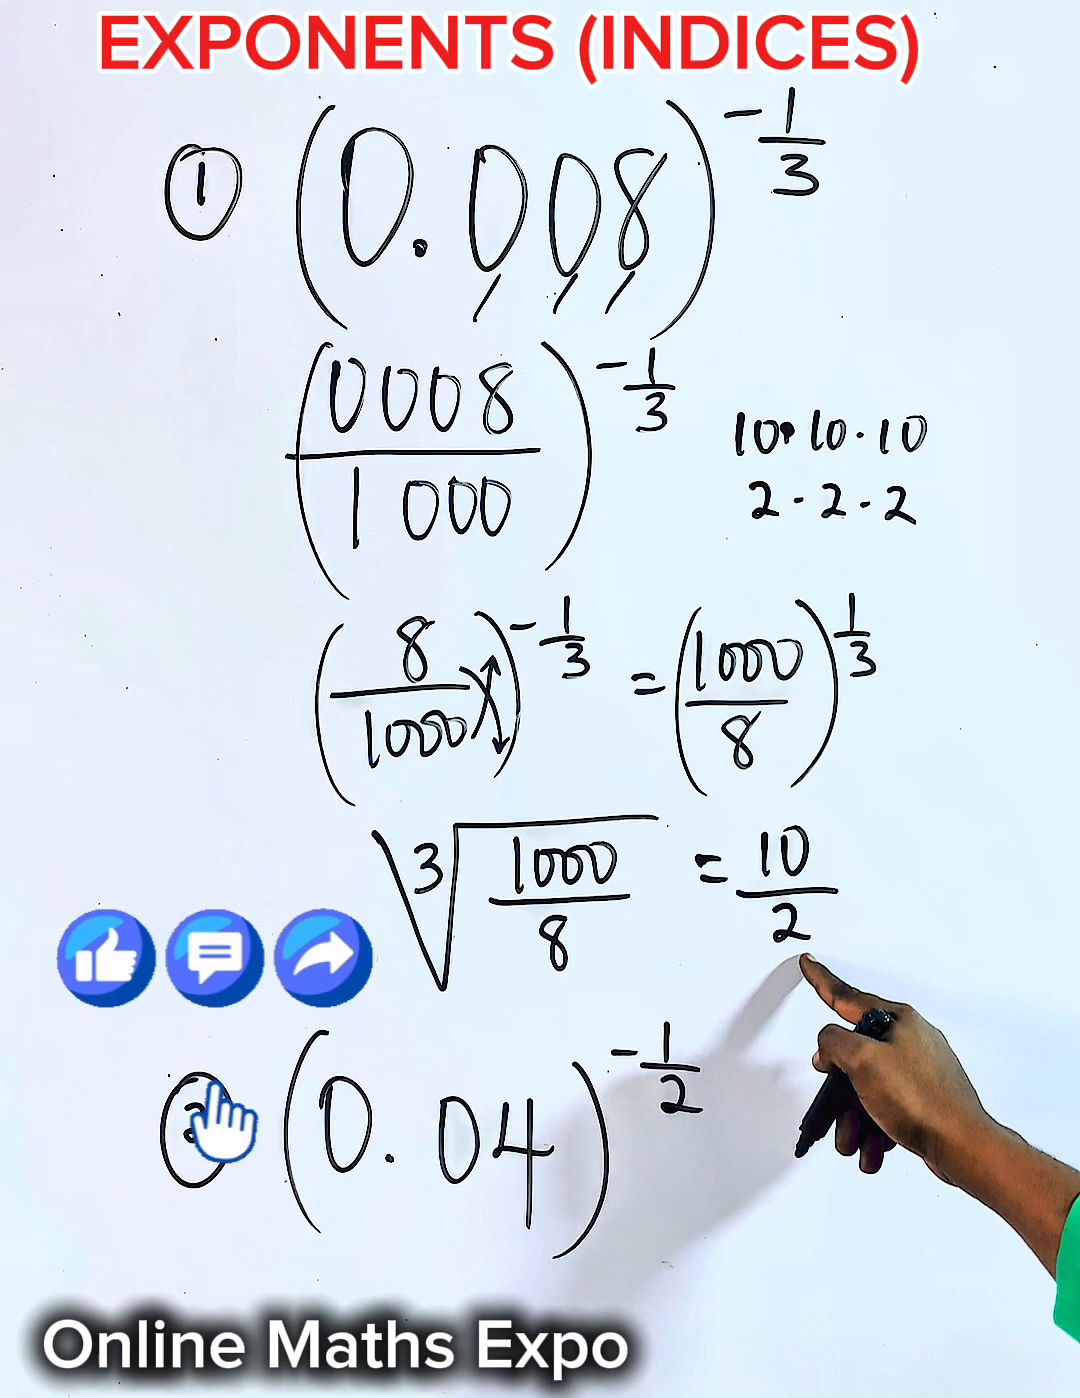 EXPONENTS (INDICES)
① (0.008)^{-1/3}
(0008/1000)^{-1/3}
10·10·10
2·2·2
(8/1000)^{-1/3} = (1000/8)^{1/3}
∛(1000/8) = 10/2
② (0.04)^{-1/2}
Online Maths Expo